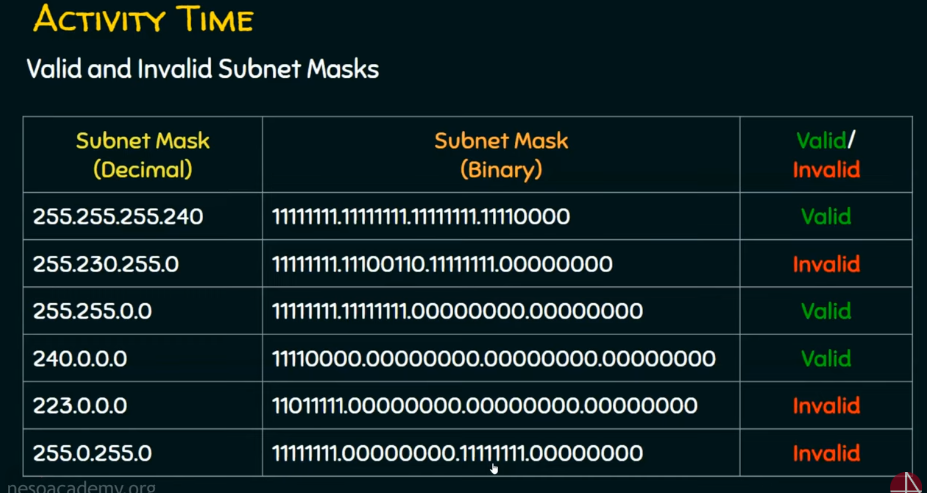 ACTIVITY TIME
Valid and Invalid Subnet Masks
Subnet Mask (Decimal) Subnet Mask (Binary) Valid/Invalid
255.255.255.240 11111111.11111111.11111111.11110000 Valid
255.230.255.0 11111111.11100110.11111111.00000000 Invalid
255.255.0.0 11111111.11111111.00000000.00000000 Valid
240.0.0.0 11110000.00000000.00000000.00000000 Valid
223.0.0.0 11011111.00000000.00000000.00000000 Invalid
255.0.255.0 11111111.00000000.11111111.00000000 Invalid
nesoacademy.org